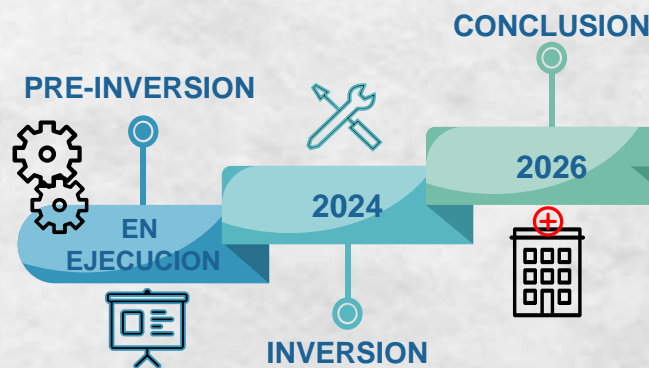 PRE-INVERSION
EN
EJECUCION
2024
INVERSION
CONCLUSION
2026